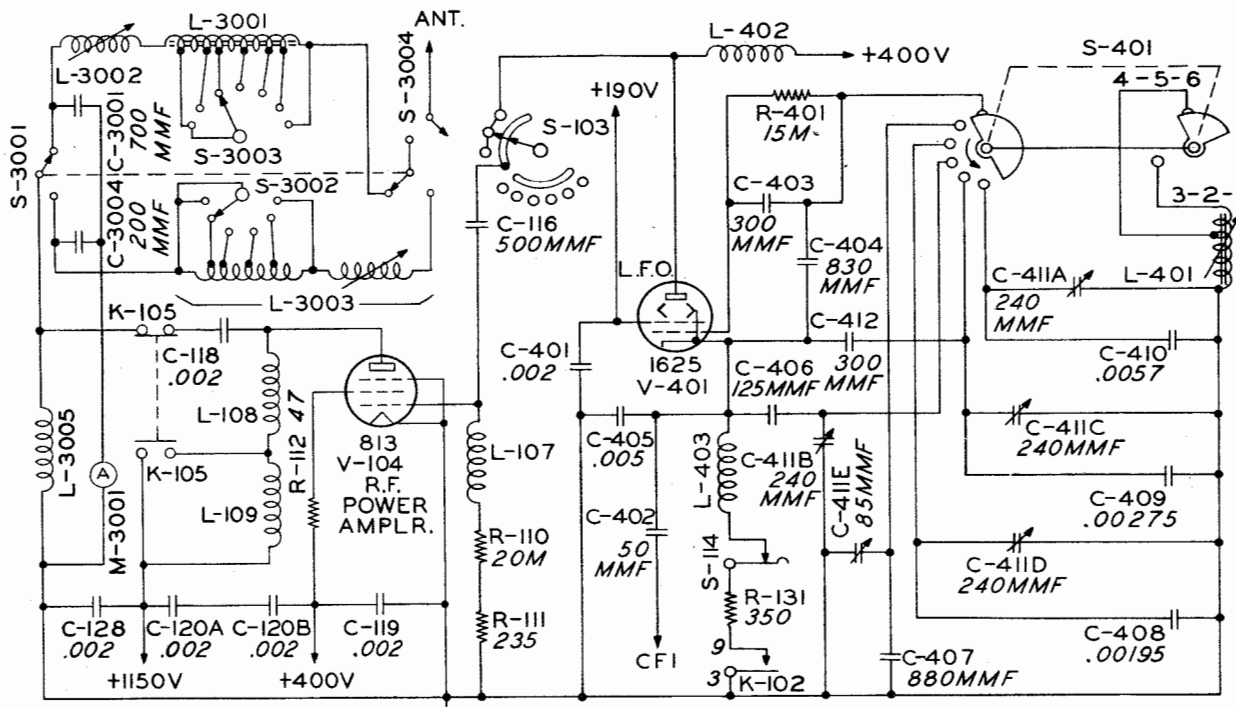 L-3001
ANT.
L-3002
S-3004
C-3001
700
MMF
S-3003
S-3001
S-3002
C-3004
200
MMF
L-3003
L-402
+400V
+190V
S-103
C-116
500MMF
R-401
15M
S-401
4-5-6
3-2-
C-403
300
MMF
C-404
830
MMF
L.F.O.
1625
V-401
C-412
300
MMF
C-406
125MMF
C-401
.002
C-405
.005
C-402
50
MMF
CFI
L-403
C-411B
240
MMF
C-411E
85MMF
S-114
R-131
350
9
3
K-102
C-407
880MMF
L-401
C-411A
240
MMF
C-410
.0057
C-411C
240MMF
C-409
.00275
C-411D
240MMF
C-408
.00195
K-105
C-118
.002
L-108
K-105
L-109
R-112 47
813
V-104
R.F.
POWER
AMPLR.
L-107
R-110
20M
R-111
235
L-3005
A
M-3001
C-128
.002
C-120A
.002
C-120B
.002
C-119
.002
+1150V
+400V